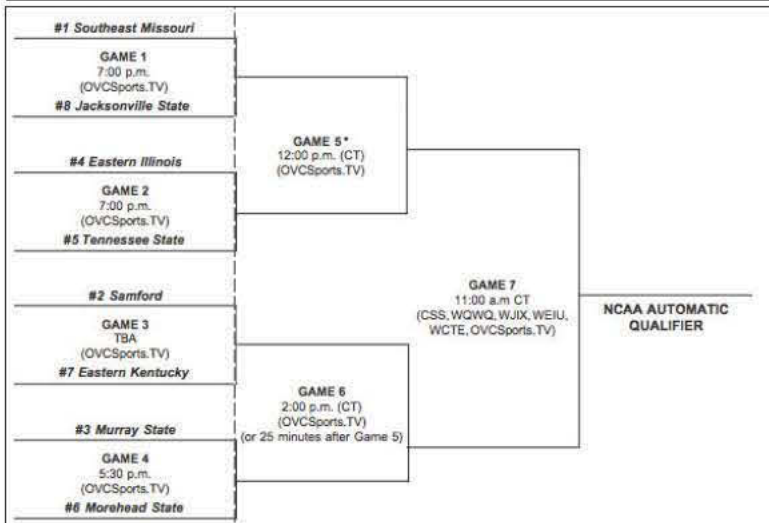 #1 Southeast Missouri
GAME 1
7:00 p.m.
(OVCSports.TV)
#8 Jacksonville State
#4 Eastern Illinois
GAME 2
7:00 p.m.
(OVCSports.TV)
#5 Tennessee State
#2 Samford
GAME 3
TBA
(OVCSports.TV)
#7 Eastern Kentucky
#3 Murray State
GAME 4
5:30 p.m.
(OVCSports.TV)
#6 Morehead State
GAME 5*
12:00 p.m. (CT)
(OVCSports.TV)
GAME 6
2:00 p.m. (CT)
(OVCSports.TV)
(or 25 minutes after Game 5)
GAME 7
11:00 a.m CT
(CSS, WQWQ, WJIX, WEIU,
WCTE, OVCSports.TV)
NCAA AUTOMATIC
QUALIFIER